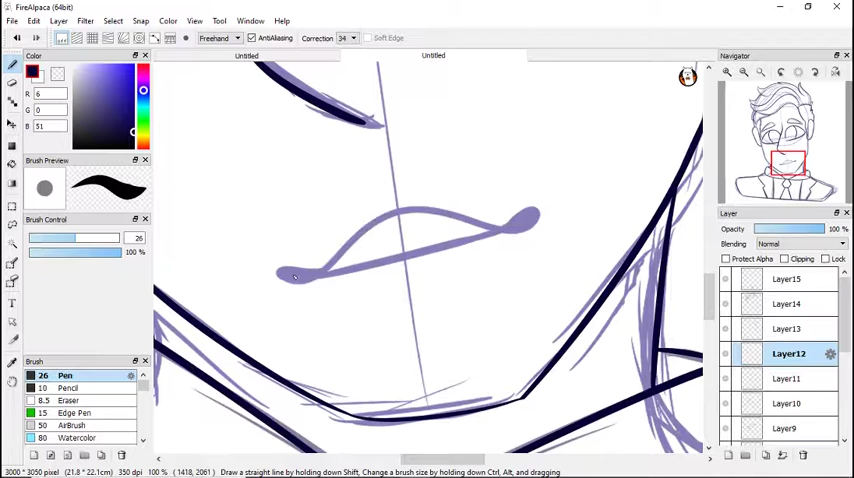 FireAlpaca (64bit)
File Edit Layer Filter Select Snap Color View Tool Window Help
Freehand AntiAliasing Correction 34 Soft Edge
Untitled Untitled
Color
R 6
G 0
B 51
Brush Preview
Brush Control
26
100 %
Brush
26 Pen
10 Pencil
8.5 Eraser
15 Edge Pen
50 AirBrush
80 Watercolor
Navigator
Layer
Opacity 100 %
Blending Normal
Protect Alpha Clipping Lock
Layer15
Layer14
Layer13
Layer12
Layer11
Layer10
Layer9
3000 * 3050 pixel (21.8 * 22.1cm) 350 dpi 100 % (1418, 2061) Draw a straight line by holding down Shift, Change a brush size by holding down Ctrl, Alt, and dragging